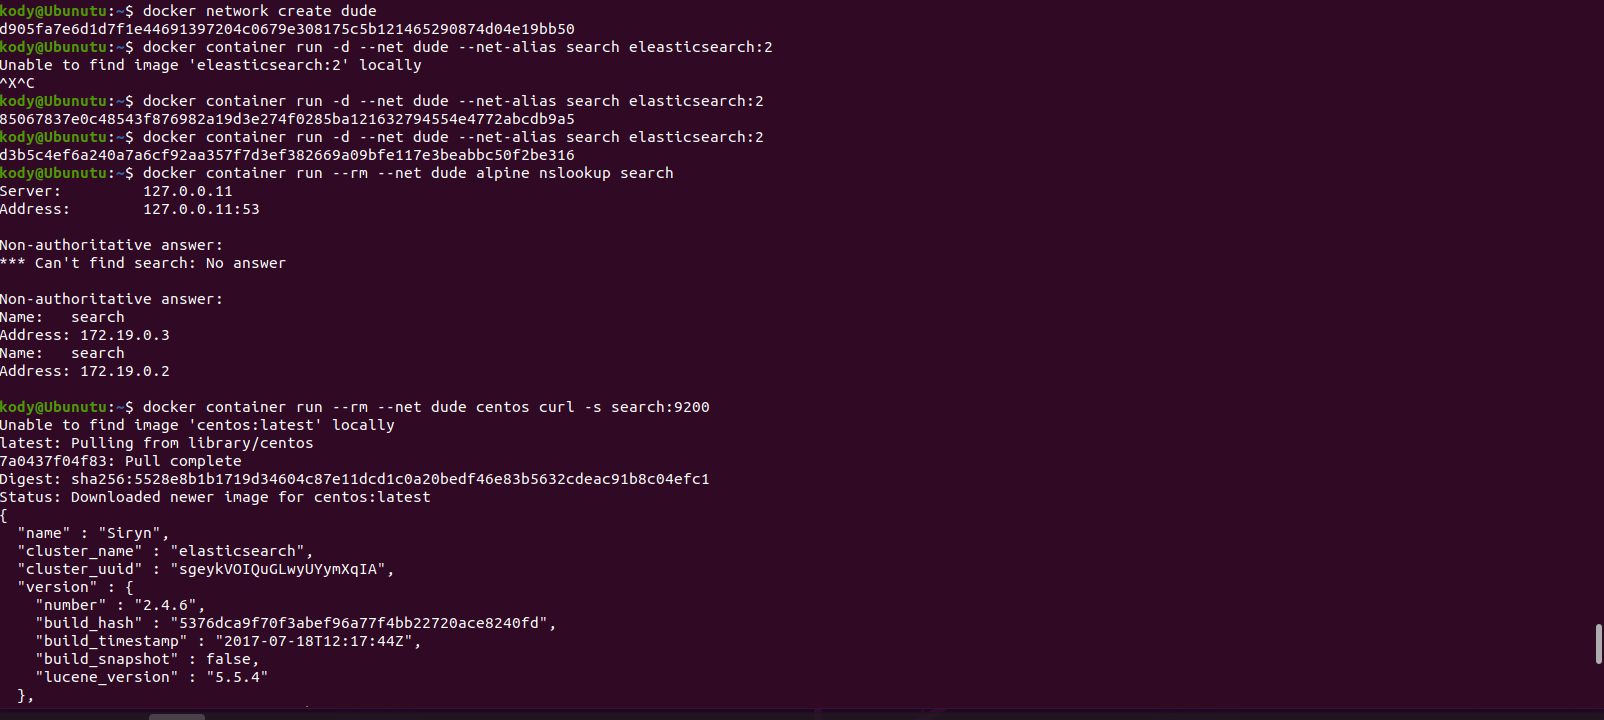 kody@Ubunutu:~$ docker network create dude
d905fa7e6d1d7f1e44691397204c0679e308175c5b121465290874d04e19bb50
kody@Ubunutu:~$ docker container run -d --net dude --net-alias search eleasticsearch:2
Unable to find image 'eleasticsearch:2' locally
^X^C
kody@Ubunutu:~$ docker container run -d --net dude --net-alias search elasticsearch:2
85067837e0c48543f876982a19d3e274f0285ba121632794554e4772abcdb9a5
kody@Ubunutu:~$ docker container run -d --net dude --net-alias search elasticsearch:2
d3b5c4ef6a240a7a6cf92aa357f7d3ef382669a09bfe117e3beabbc50f2be316
kody@Ubunutu:~$ docker container run --rm --net dude alpine nslookup search
Server:         127.0.0.11
Address:        127.0.0.11:53

Non-authoritative answer:
*** Can't find search: No answer

Non-authoritative answer:
Name:   search
Address: 172.19.0.3
Name:   search
Address: 172.19.0.2

kody@Ubunutu:~$ docker container run --rm --net dude centos curl -s search:9200
Unable to find image 'centos:latest' locally
latest: Pulling from library/centos
7a0437f04f83: Pull complete
Digest: sha256:5528e8b1b1719d34604c87e11dcd1c0a20bedf46e83b5632cdeac91b8c04efc1
Status: Downloaded newer image for centos:latest
{
  "name" : "Siryn",
  "cluster_name" : "elasticsearch",
  "cluster_uuid" : "sgeykVOIQuGLwyUYymXqIA",
  "version" : {
    "number" : "2.4.6",
    "build_hash" : "5376dca9f70f3abef96a77f4bb22720ace8240fd",
    "build_timestamp" : "2017-07-18T12:17:44Z",
    "build_snapshot" : false,
    "lucene_version" : "5.5.4"
  },